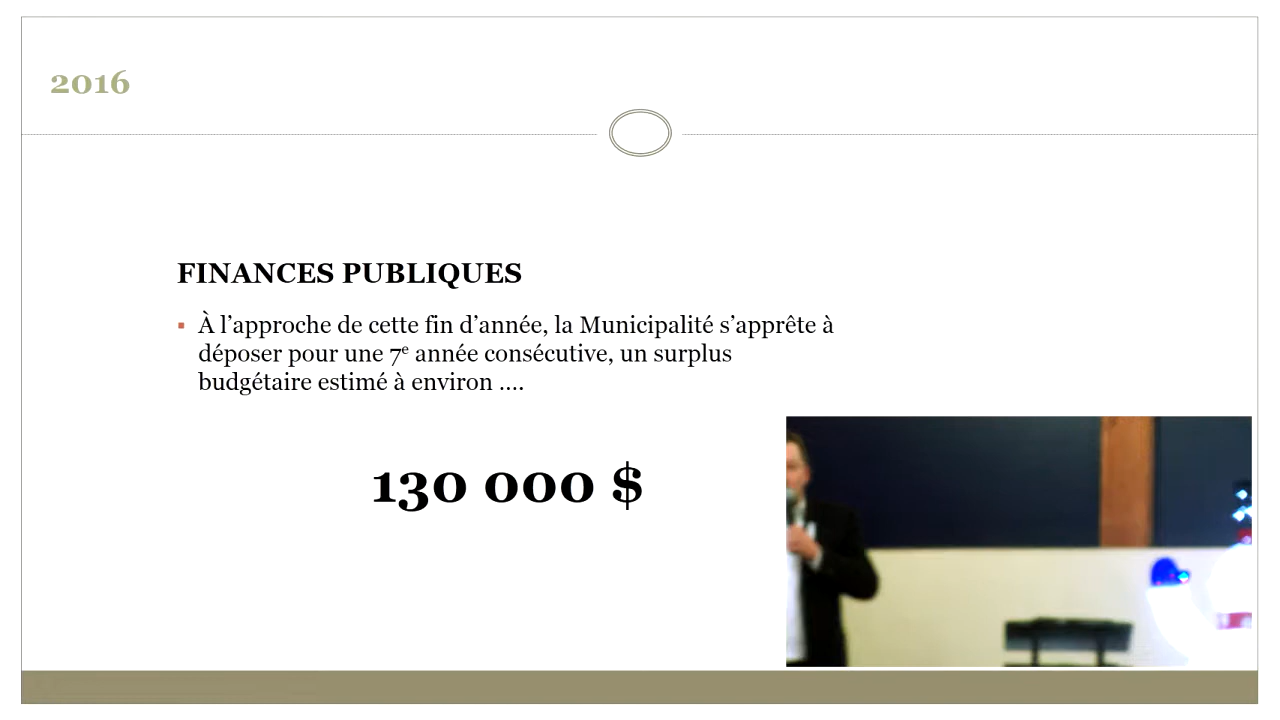 2016
FINANCES PUBLIQUES
▪ À l’approche de cette fin d’année, la Municipalité s’apprête à
déposer pour une 7e année consécutive, un surplus
budgétaire estimé à environ ....
130 000 $